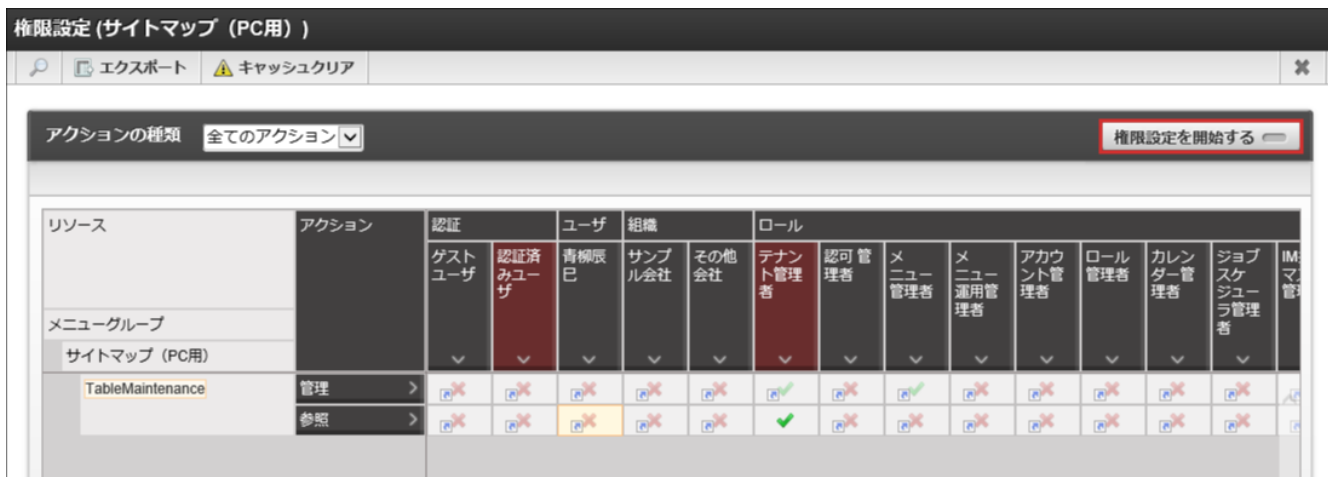 権限設定 (サイトマップ（PC用）)
エクスポート キャッシュクリア
アクションの種類 全てのアクション 権限設定を開始する
リソース アクション 認証 ユーザ 組織 ロール
ゲスト
ユーザ
認証済
みユー
ザ
青柳辰
巳
サンプ
ル会社
その他
会社
テナン
ト管理
者
認可 管
理者
メ
ニュー
管理者
メ
ニュー
運用管
理者
アカウ
ント管
理者
ロール
管理者
カレン
ダー管
理者
ジョブ
スケ
ジュー
ラ管理
者
メニューグループ
サイトマップ（PC用）
TableMaintenance 管理
参照